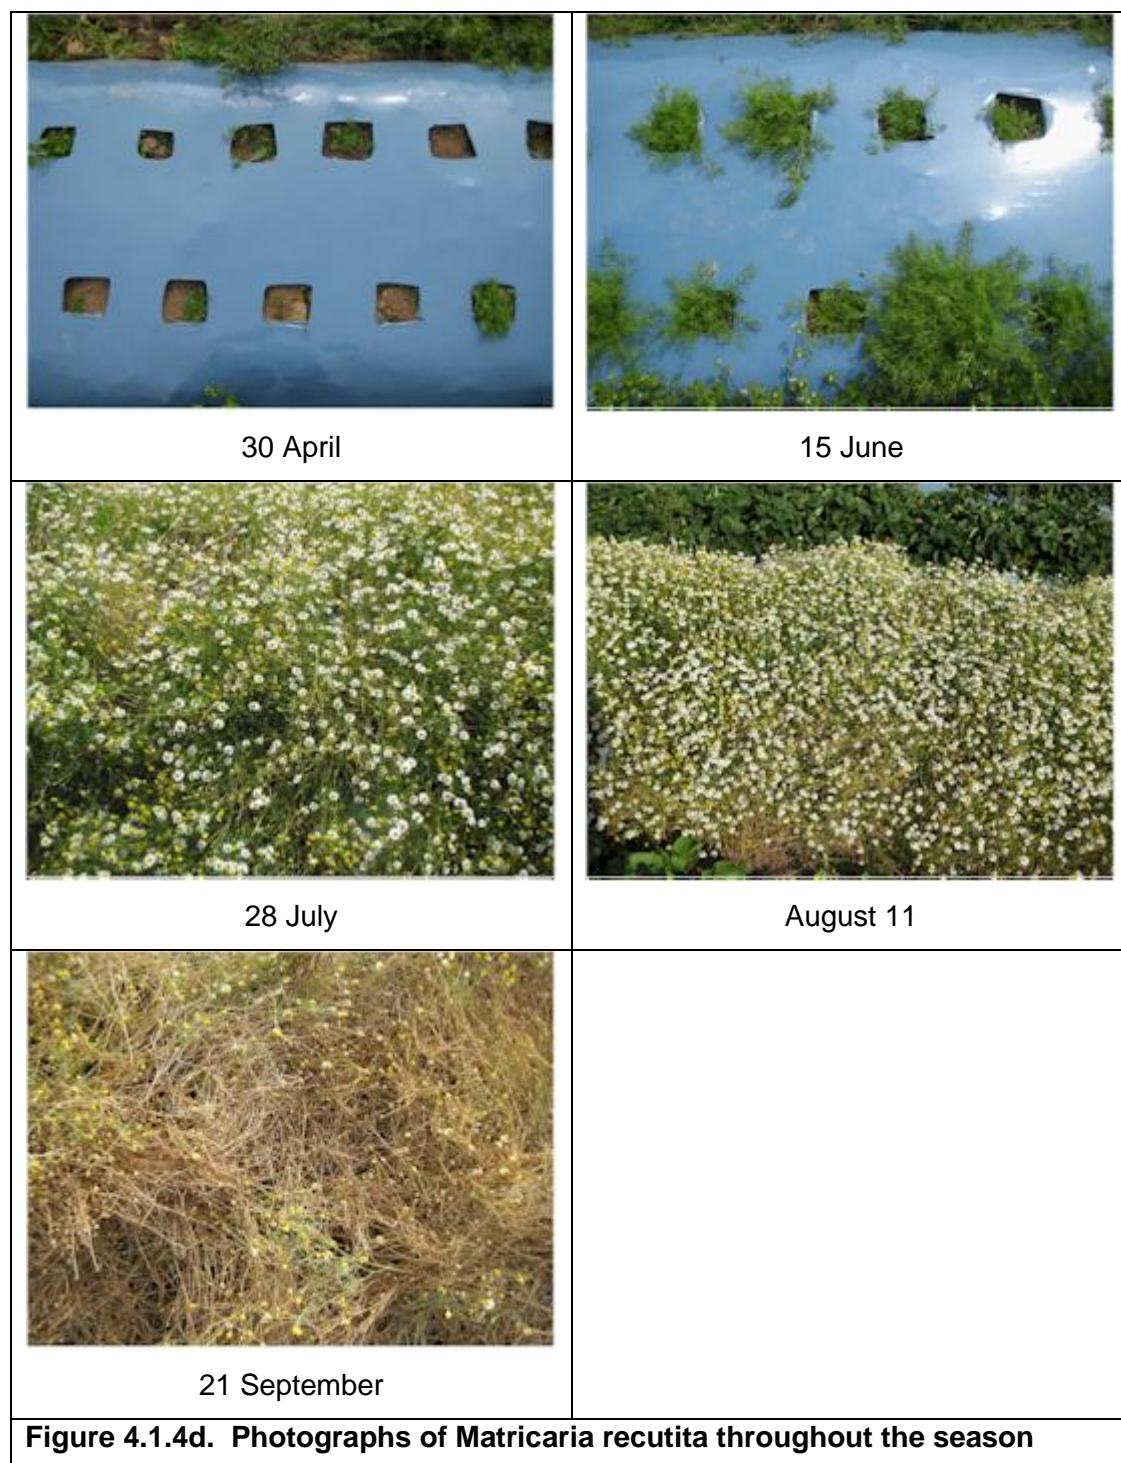 30 April
15 June
28 July
August 11
21 September
Figure 4.1.4d. Photographs of Matricaria recutita throughout the season